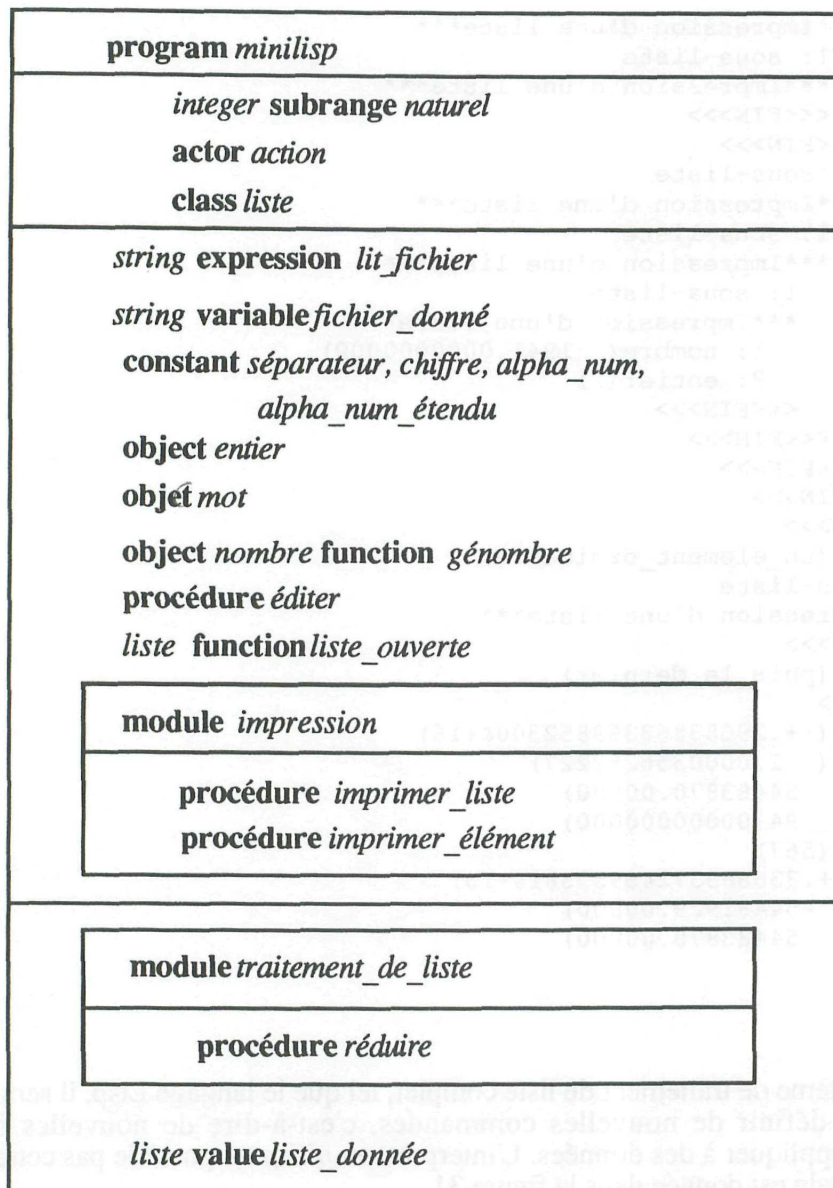 program minilisp
integer subrange naturel
actor action
class liste
string expression lit_fichier
string variable fichier_donné
constant séparateur, chiffre, alpha_num,
alpha_num_étendu
object entier
objet mot
object nombre function génombre
procédure éditer
liste function liste_ouverte
module impression
procédure imprimer_liste
procédure imprimer_élément
module traitement_de_liste
procédure réduire
liste value liste_donnée